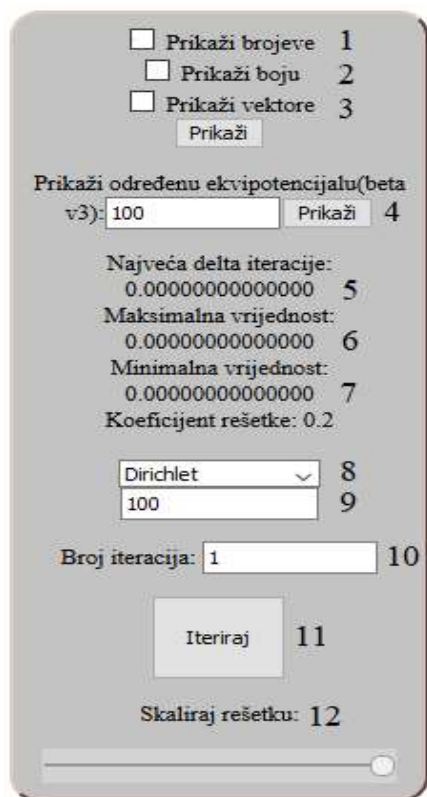 Prikaži brojeve 1
Prikaži boju 2
Prikaži vektore 3
Prikaži
Prikaži određenu ekvipotencijalu(beta
v3): 100 Prikaži 4
Najveća delta iteracije:
0.00000000000000 5
Maksimalna vrijednost:
0.00000000000000 6
Minimalna vrijednost:
0.00000000000000 7
Koeficijent rešetke: 0.2
Dirichlet 8
100 9
Broj iteracija: 1 10
Iteriraj 11
Skaliraj rešetku: 12